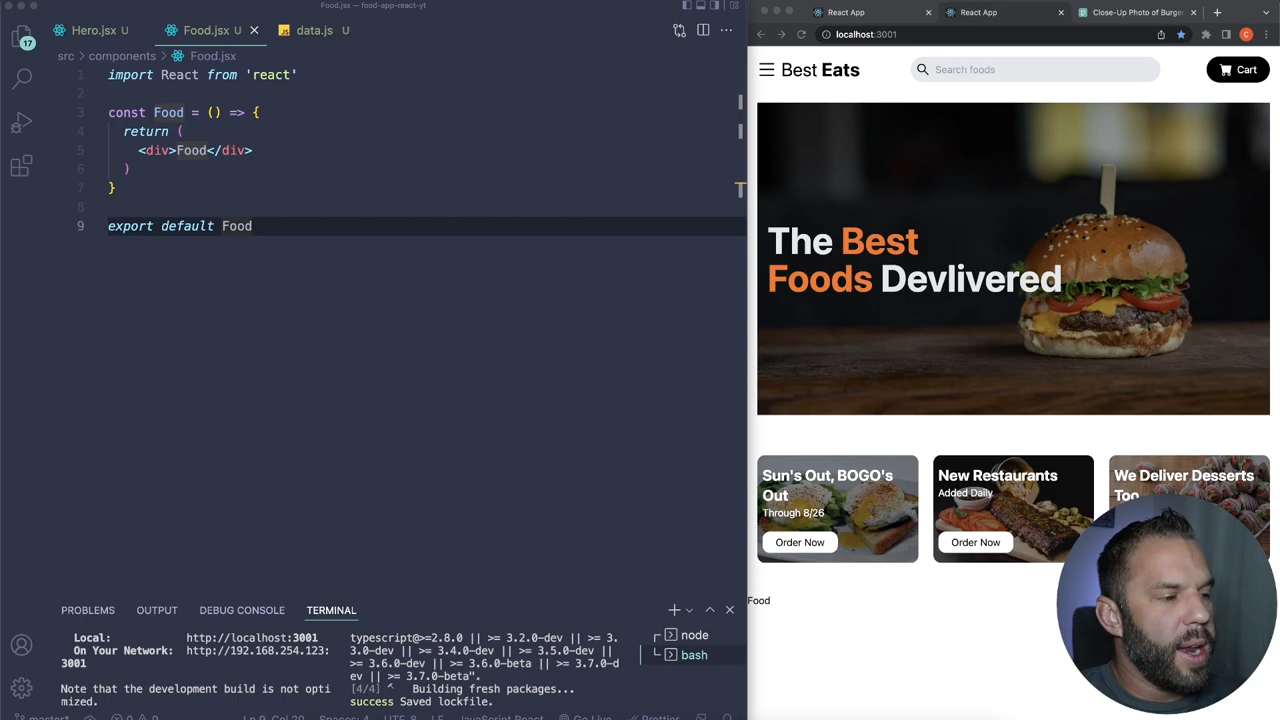 Food.jsx — food-app-react-yt
Hero.jsx U
Food.jsx U
data.js U
src > components > Food.jsx
1 import React from 'react'
2
3 const Food = () => {
4 return (
5 <div>Food</div>
6 )
7 }
8
9 export default Food
17
PROBLEMS OUTPUT DEBUG CONSOLE TERMINAL
Local: http://localhost:3001
On Your Network: http://192.168.254.123:
3001
Note that the development build is not opti
mized.
typescript@>=2.8.0 || >= 3.2.0-dev || >= 3.
3.0-dev || >= 3.4.0-dev || >= 3.5.0-dev ||
>= 3.6.0-dev || >= 3.6.0-beta || >= 3.7.0-d
ev || >= 3.7.0-beta".
[4/4] Building fresh packages...
success Saved lockfile.
node
bash
React App
React App
Close-Up Photo of Burger
localhost:3001
C
Best Eats
Search foods
Cart
The Best
Foods Devlivered
Sun's Out, BOGO's
Out
Through 8/26
Order Now
New Restaurants
Added Daily
Order Now
We Deliver Desserts
Too
Food